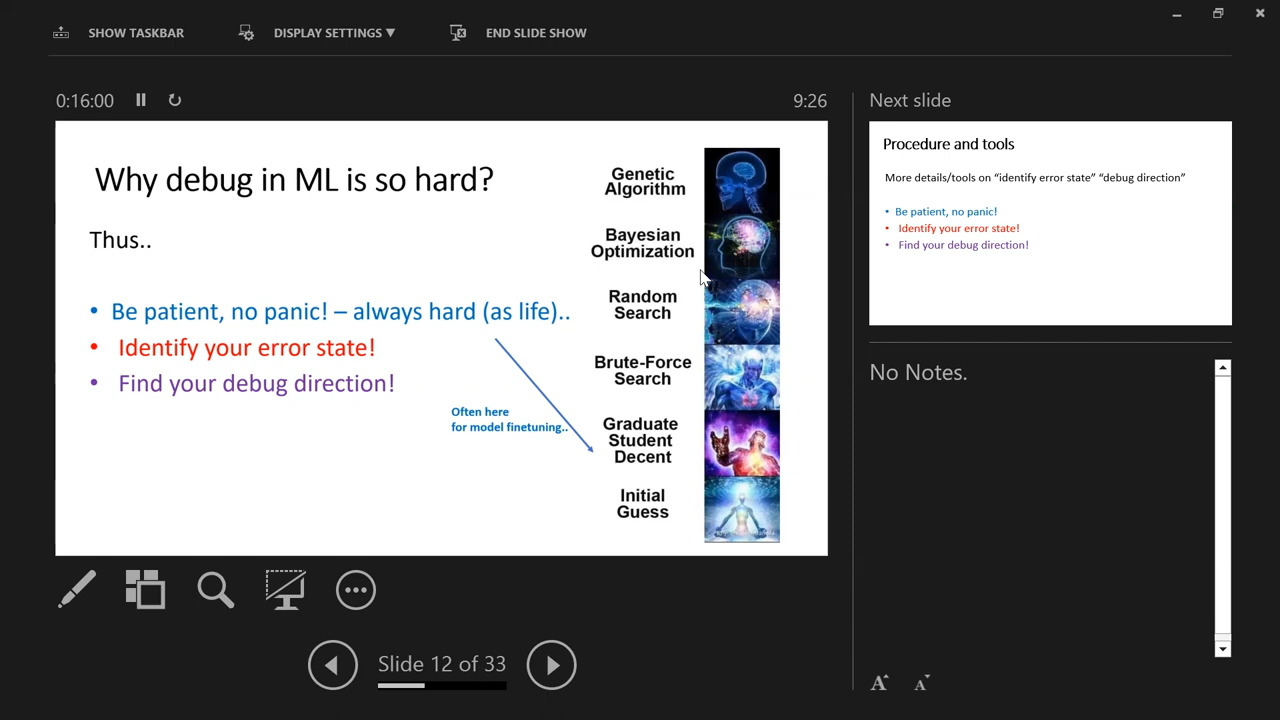 SHOW TASKBAR
DISPLAY SETTINGS ▼
END SLIDE SHOW
0:16:00
9:26
Next slide
Why debug in ML is so hard?
Thus..
• Be patient, no panic! – always hard (as life)..
• Identify your error state!
• Find your debug direction!
Often here
for model finetuning..
Genetic
Algorithm
Bayesian
Optimization
Random
Search
Brute-Force
Search
Graduate
Student
Decent
Initial
Guess
Procedure and tools
More details/tools on “identify error state” “debug direction”
• Be patient, no panic!
• Identify your error state!
• Find your debug direction!
No Notes.
Slide 12 of 33
A A